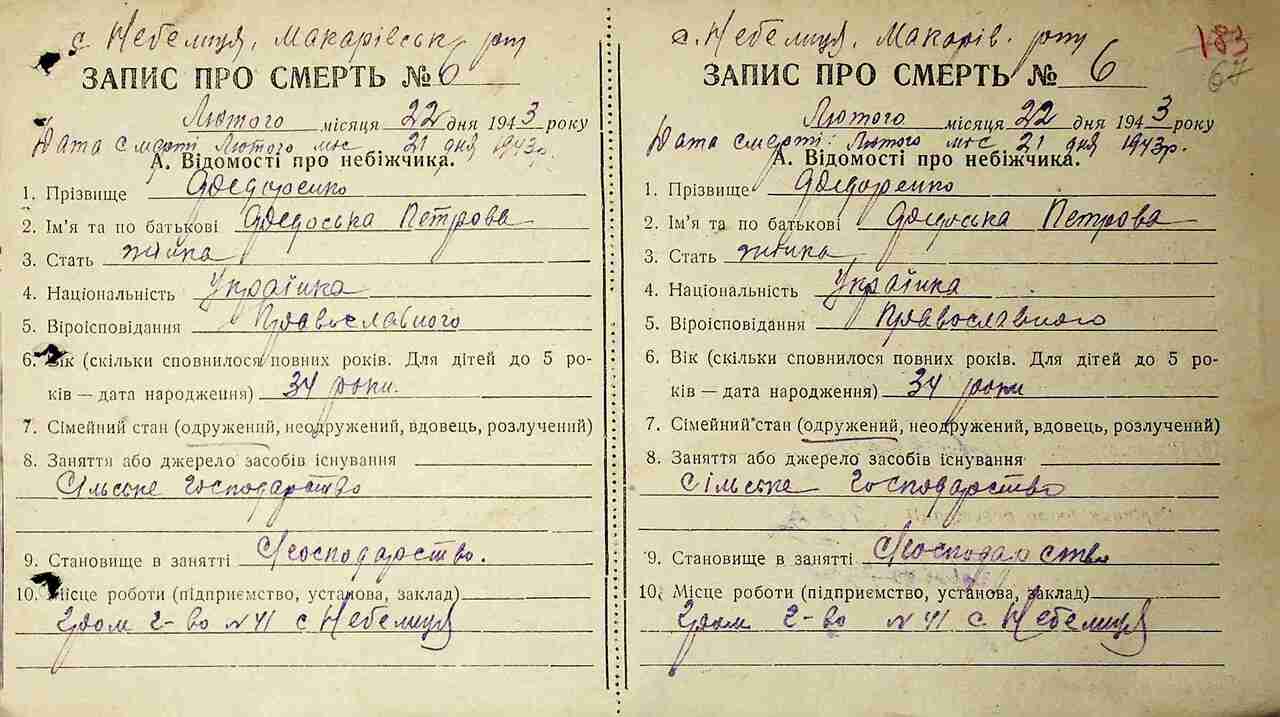 с. Небелиця, Макарівськ р-ну
ЗАПИС ПРО СМЕРТЬ № 6
Лютого місяця 22 дня 1943 року
Дата смерті Лютого міс 21 дня 1943р.
А. Відомості про небіжчика.
1. Прізвище Федоренко
2. Ім'я та по батькові Федоська Петрова
3. Стать жінка
4. Національність Українка
5. Віроісповідання Православного
6. Вік (скільки сповнилося повних років. Для дітей до 5 ро-
ків — дата народження) 34 роки.
7. Сімейний стан (одружений, неодружений, вдовець, розлучений)
8. Заняття або джерело засобів існування
Сільське господарство
9. Становище в занятті
10. Місце роботи (підприємство, установа, заклад)
г-во №41 с. Небелиця
с. Небелиця, Макарів. р-ну
183
67
ЗАПИС ПРО СМЕРТЬ № 6
Лютого місяця 22 дня 1943 року
Дата смерті: Лютого міс 21 дня 1943р.
А. Відомості про небіжчика.
1. Прізвище Федоренко
2. Ім'я та по батькові Федоська Петрова
3. Стать жінка
4. Національність Українка
5. Віроісповідання Православного
6. Вік (скільки сповнилося повних років. Для дітей до 5 ро-
ків — дата народження) 34 роки
7. Сімейний стан (одружений, неодружений, вдовець, розлучений)
8. Заняття або джерело засобів існування
Сільське господарство
9. Становище в занятті
10. Місце роботи (підприємство, установа, заклад)
г-во №41 с. Небелиця